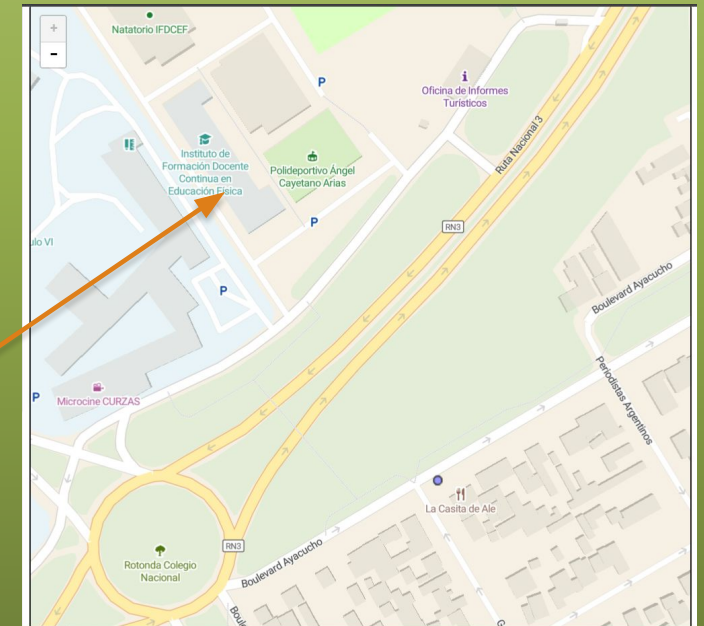 +
-
Natatorio IFDCEF
P
i
Oficina de Informes
Turísticos
Ruta Nacional 3
Instituto de
Formación Docente
Continua en
Educación Física
Polideportivo Ángel
Cayetano Arias
P
RN3
ulo VI
P
Boulevard Ayacucho
Periodistas Argentinos
P
Microcine CURZAS
La Casita de Ale
RN3
Rotonda Colegio
Nacional
Boulevard Ayacucho
Boule
G